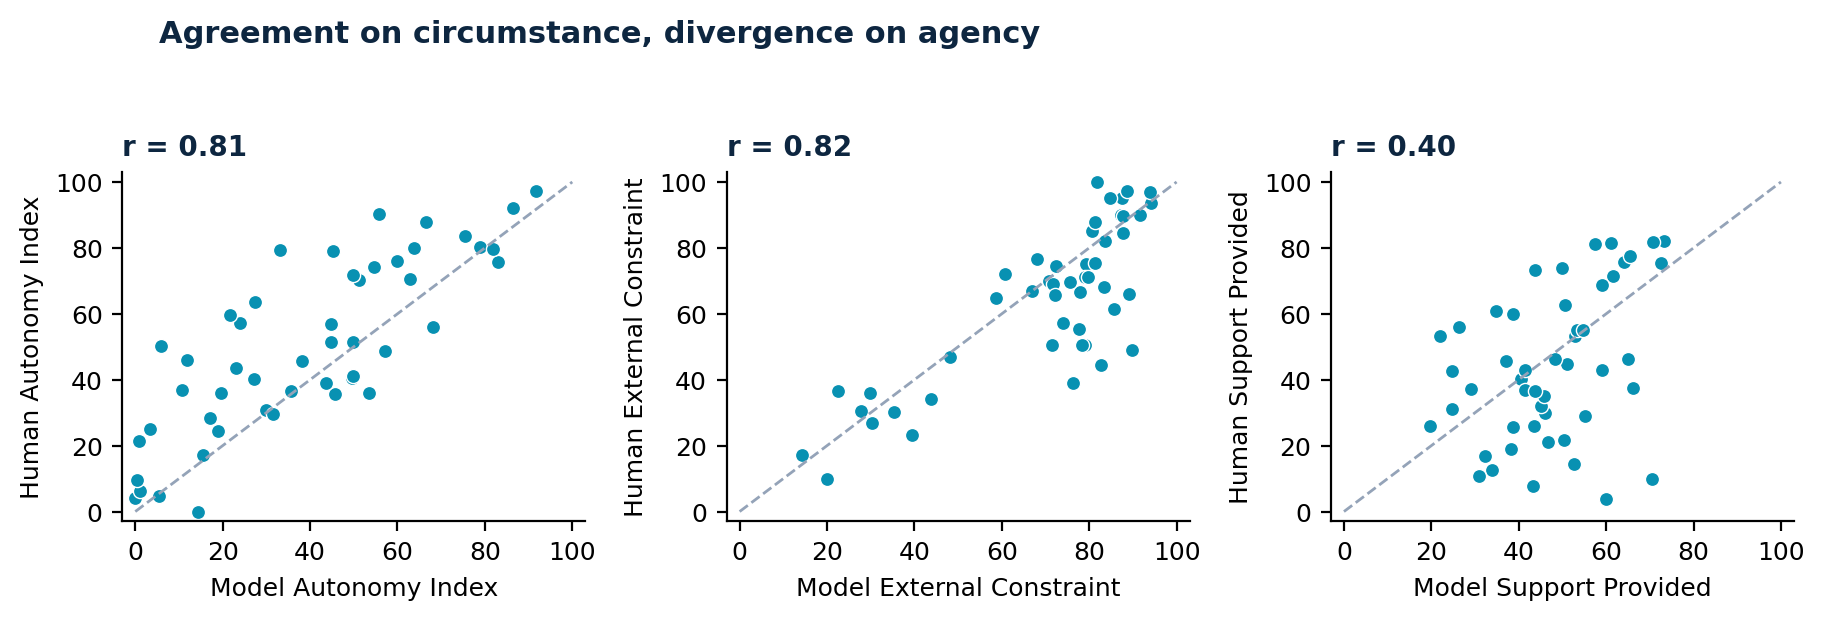 Agreement on circumstance, divergence on agency
r = 0.81
Human Autonomy Index
100
80
60
40
20
0
0 20 40 60 80 100
Model Autonomy Index
r = 0.82
Human External Constraint
100
80
60
40
20
0
0 20 40 60 80 100
Model External Constraint
r = 0.40
Human Support Provided
100
80
60
40
20
0
0 20 40 60 80 100
Model Support Provided